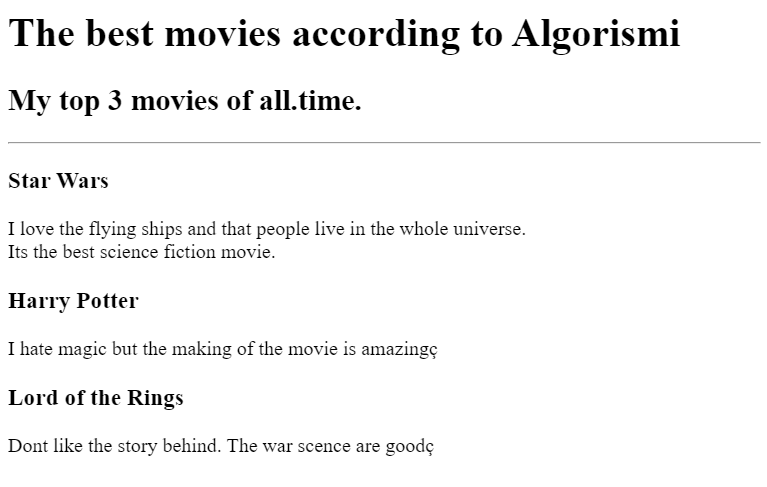 The best movies according to Algorismi
My top 3 movies of all.time.
Star Wars
I love the flying ships and that people live in the whole universe.
Its the best science fiction movie.
Harry Potter
I hate magic but the making of the movie is amazingç
Lord of the Rings
Dont like the story behind. The war scence are goodç